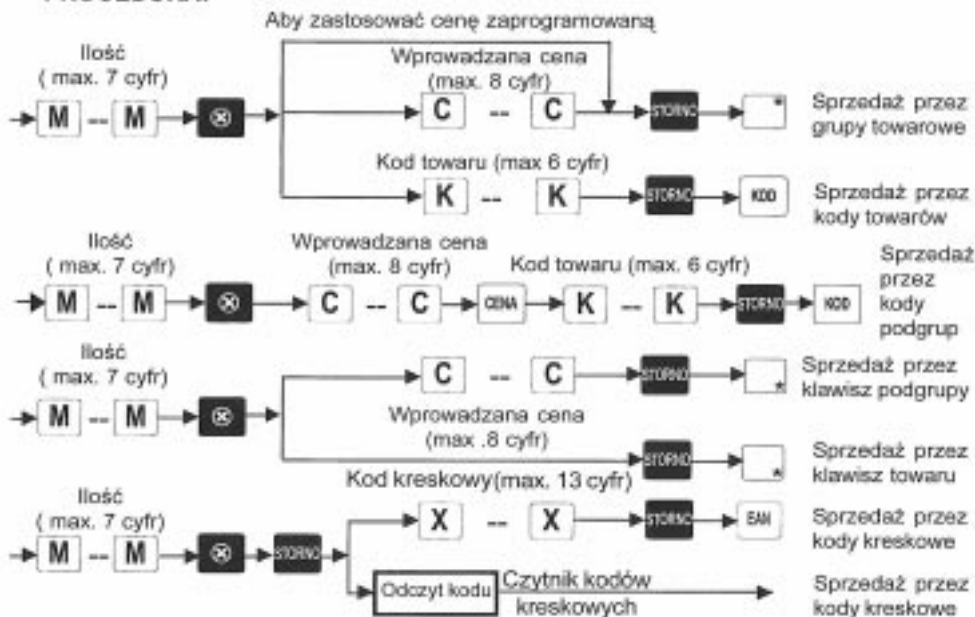 Aby zastosować cenę zaprogramowaną
Ilość
( max. 7 cyfr)
Wprowadzana cena
(max. 8 cyfr)
M -- M ⊗ C -- C STORNO *
Sprzedaż przez
grupy towarowe
Kod towaru (max 6 cyfr)
K -- K STORNO KOD
Sprzedaż przez
kody towarów
Ilość
( max. 7 cyfr)
Wprowadzana cena
(max. 8 cyfr)
Kod towaru (max. 6 cyfr)
M -- M ⊗ C -- C CENA K -- K STORNO KOD
Sprzedaż
przez
kody
podgrup
Ilość
( max. 7 cyfr)
C -- C STORNO *
Sprzedaż przez
klawisz podgrupy
M -- M ⊗
Wprowadzana cena
(max .8 cyfr)
STORNO *
Sprzedaż przez
klawisz towaru
Ilość
( max. 7 cyfr)
Kod kreskowy(max. 13 cyfr)
X -- X STORNO EAN
Sprzedaż przez
kody kreskowe
M -- M ⊗ STORNO
Odczyt kodu
Czytnik kodów
kreskowych
Sprzedaż przez
kody kreskowe